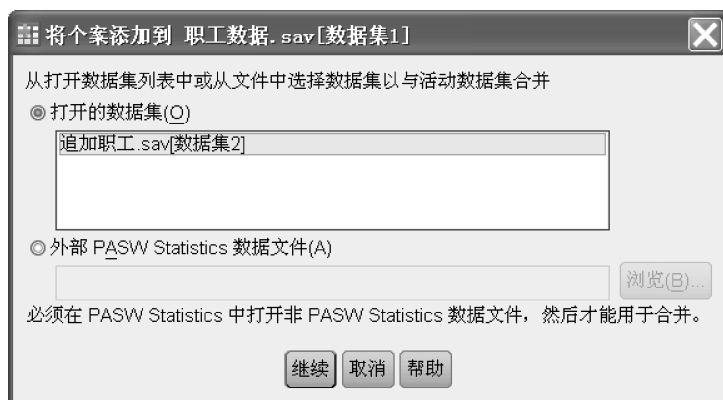 将个案添加到 职工数据.sav[数据集1]
从打开数据集列表中或从文件中选择数据集以与活动数据集合并
打开的数据集(O)
追加职工.sav[数据集2]
外部 PASW Statistics 数据文件(A)
浏览(B)...
必须在 PASW Statistics 中打开非 PASW Statistics 数据文件，然后才能用于合并。
继续 取消 帮助